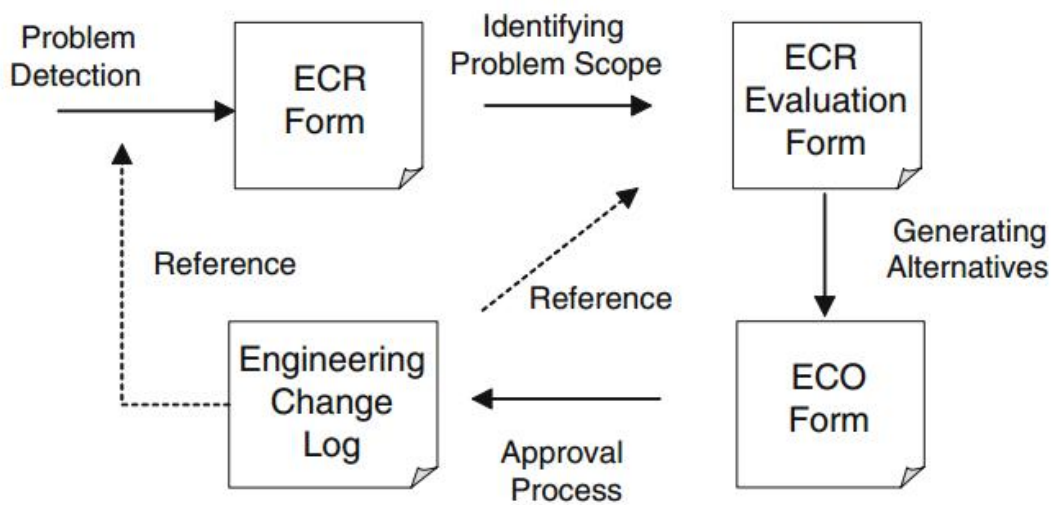 Problem
Detection
ECR
Form
Identifying
Problem Scope
ECR
Evaluation
Form
Generating
Alternatives
Reference
Reference
Engineering
Change
Log
Approval
Process
ECO
Form